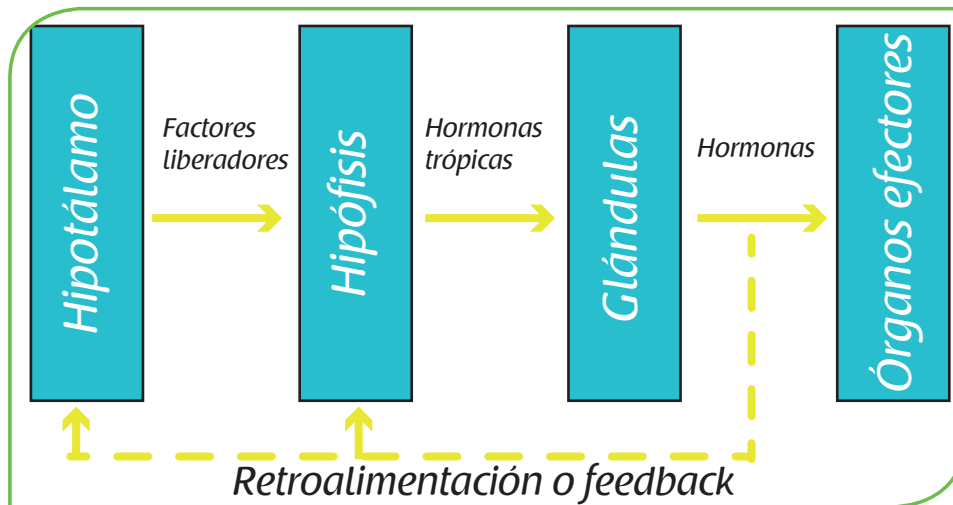 Hipotálamo
Factores
liberadores
Hipófisis
Hormonas
trópicas
Glándulas
Hormonas
Órganos efectores
Retroalimentación o feedback